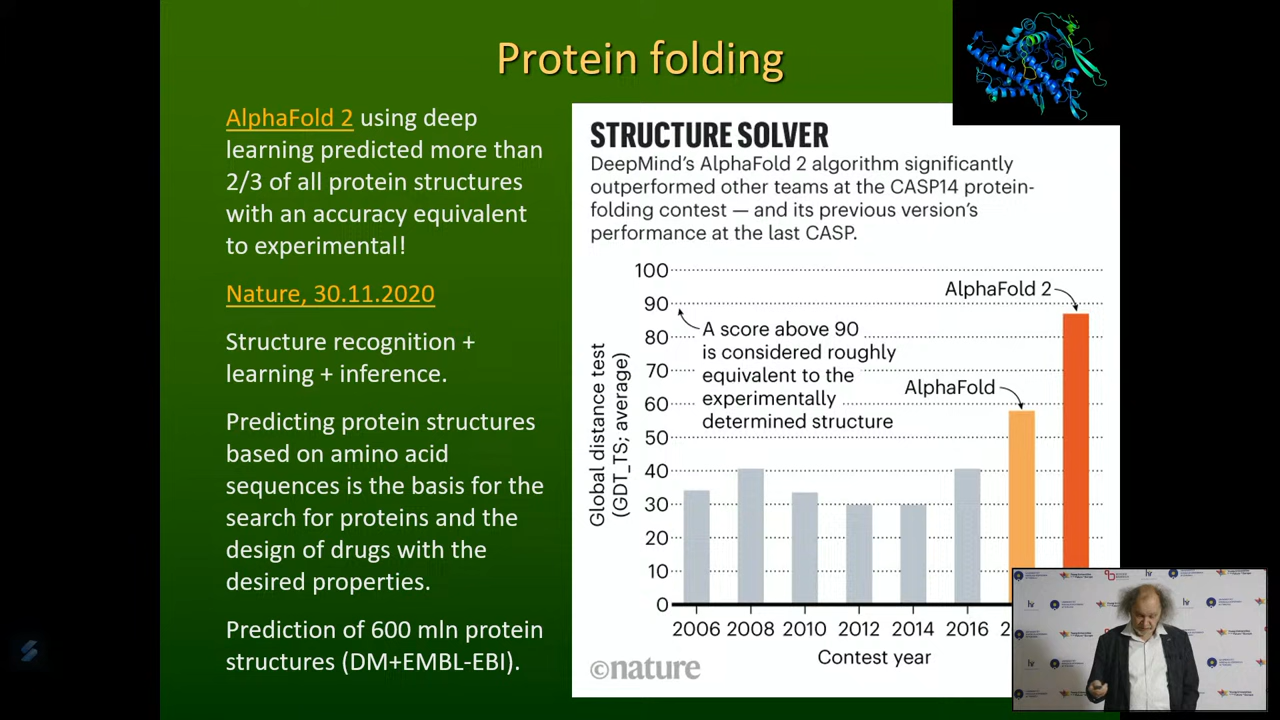 Protein folding
AlphaFold 2 using deep
learning predicted more than
2/3 of all protein structures
with an accuracy equivalent
to experimental!
Nature, 30.11.2020
Structure recognition +
learning + inference.
Predicting protein structures
based on amino acid
sequences is the basis for the
search for proteins and the
design of drugs with the
desired properties.
Prediction of 600 mln protein
structures (DM+EMBL-EBI).
STRUCTURE SOLVER
DeepMind's AlphaFold 2 algorithm significantly
outperformed other teams at the CASP14 protein-
folding contest — and its previous version's
performance at the last CASP.
100
90
80
70
60
50
40
30
20
10
0
Global distance test
(GDT_TS; average)
A score above 90
is considered roughly
equivalent to the
experimentally
determined structure
AlphaFold 2
AlphaFold
2006 2008 2010 2012 2014 2016 2
Contest year
©nature